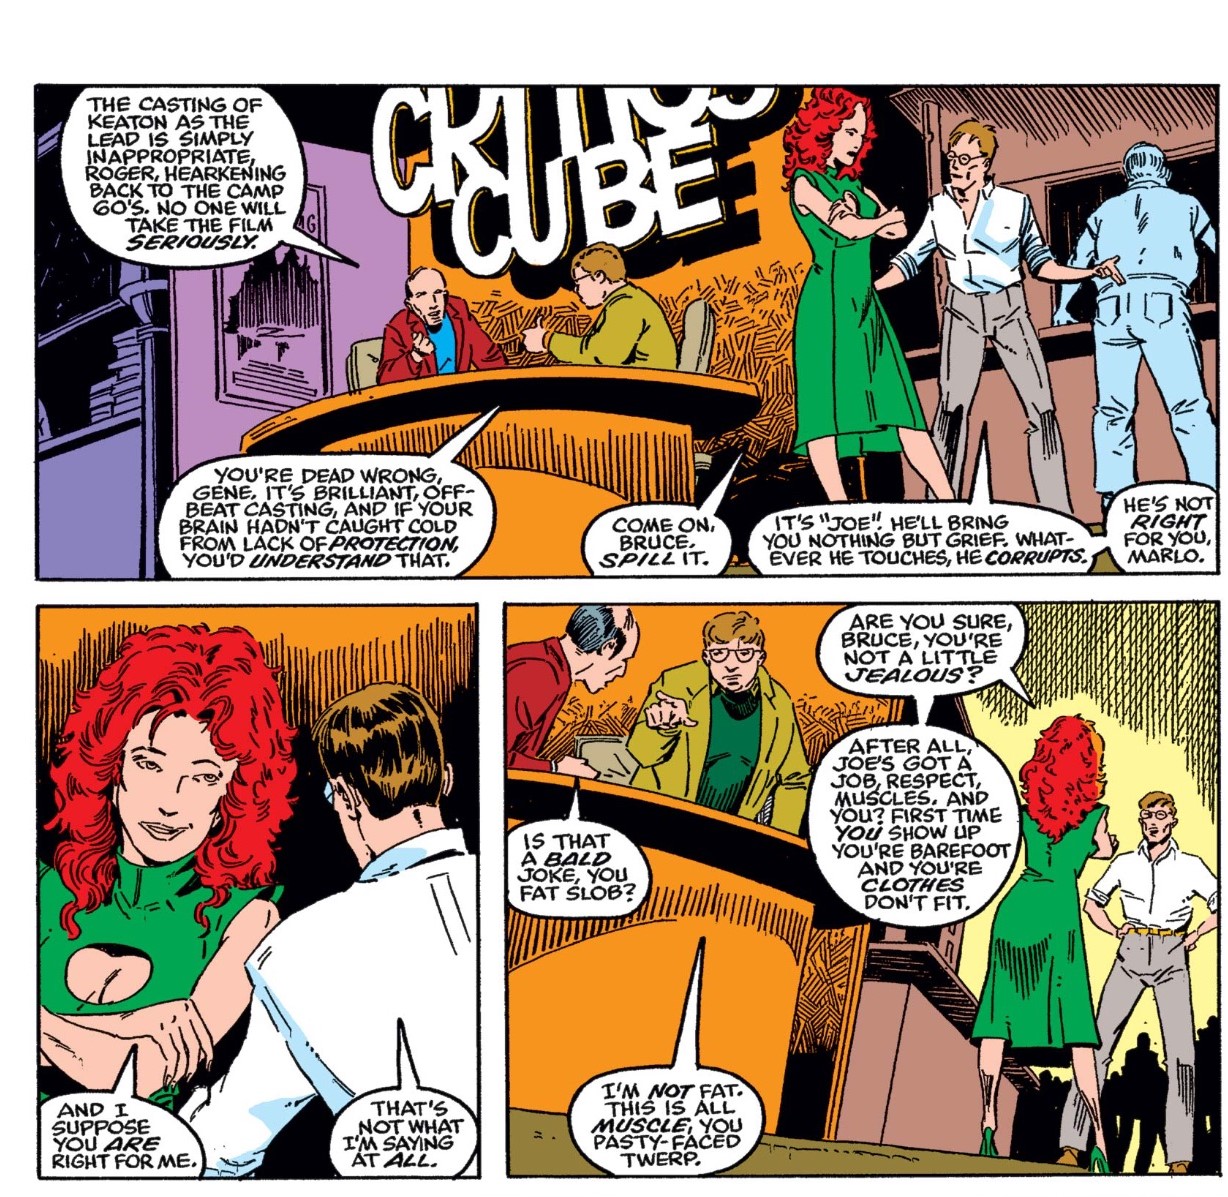 THE CASTING OF
KEATON AS THE
LEAD IS SIMPLY
INAPPROPRIATE,
ROGER, HEARKENING
BACK TO THE CAMP
60'S. NO ONE WILL
TAKE THE FILM
SERIOUSLY.
CRITICS
CUBE
YOU'RE DEAD WRONG,
GENE. IT'S BRILLIANT, OFF-
BEAT CASTING, AND IF YOUR
BRAIN HADN'T CAUGHT COLD
FROM LACK OF PROTECTION,
YOU'D UNDERSTAND THAT.
COME ON,
BRUCE.
SPILL IT.
IT'S "JOE". HE'LL BRING
YOU NOTHING BUT GRIEF. WHAT-
EVER HE TOUCHES, HE CORRUPTS.
HE'S NOT
RIGHT
FOR YOU,
MARLO.
AND I
SUPPOSE
YOU ARE
RIGHT FOR ME.
THAT'S
NOT WHAT
I'M SAYING
AT ALL.
ARE YOU SURE,
BRUCE, YOU'RE
NOT A LITTLE
JEALOUS?
AFTER ALL,
JOE'S GOT A
JOB, RESPECT,
MUSCLES. AND
YOU? FIRST TIME
YOU SHOW UP
YOU'RE BAREFOOT
AND YOU'RE
CLOTHES
DON'T FIT.
IS THAT
A BALD
JOKE, YOU
FAT SLOB?
I'M NOT FAT.
THIS IS ALL
MUSCLE, YOU
PASTY-FACED
TWERP.